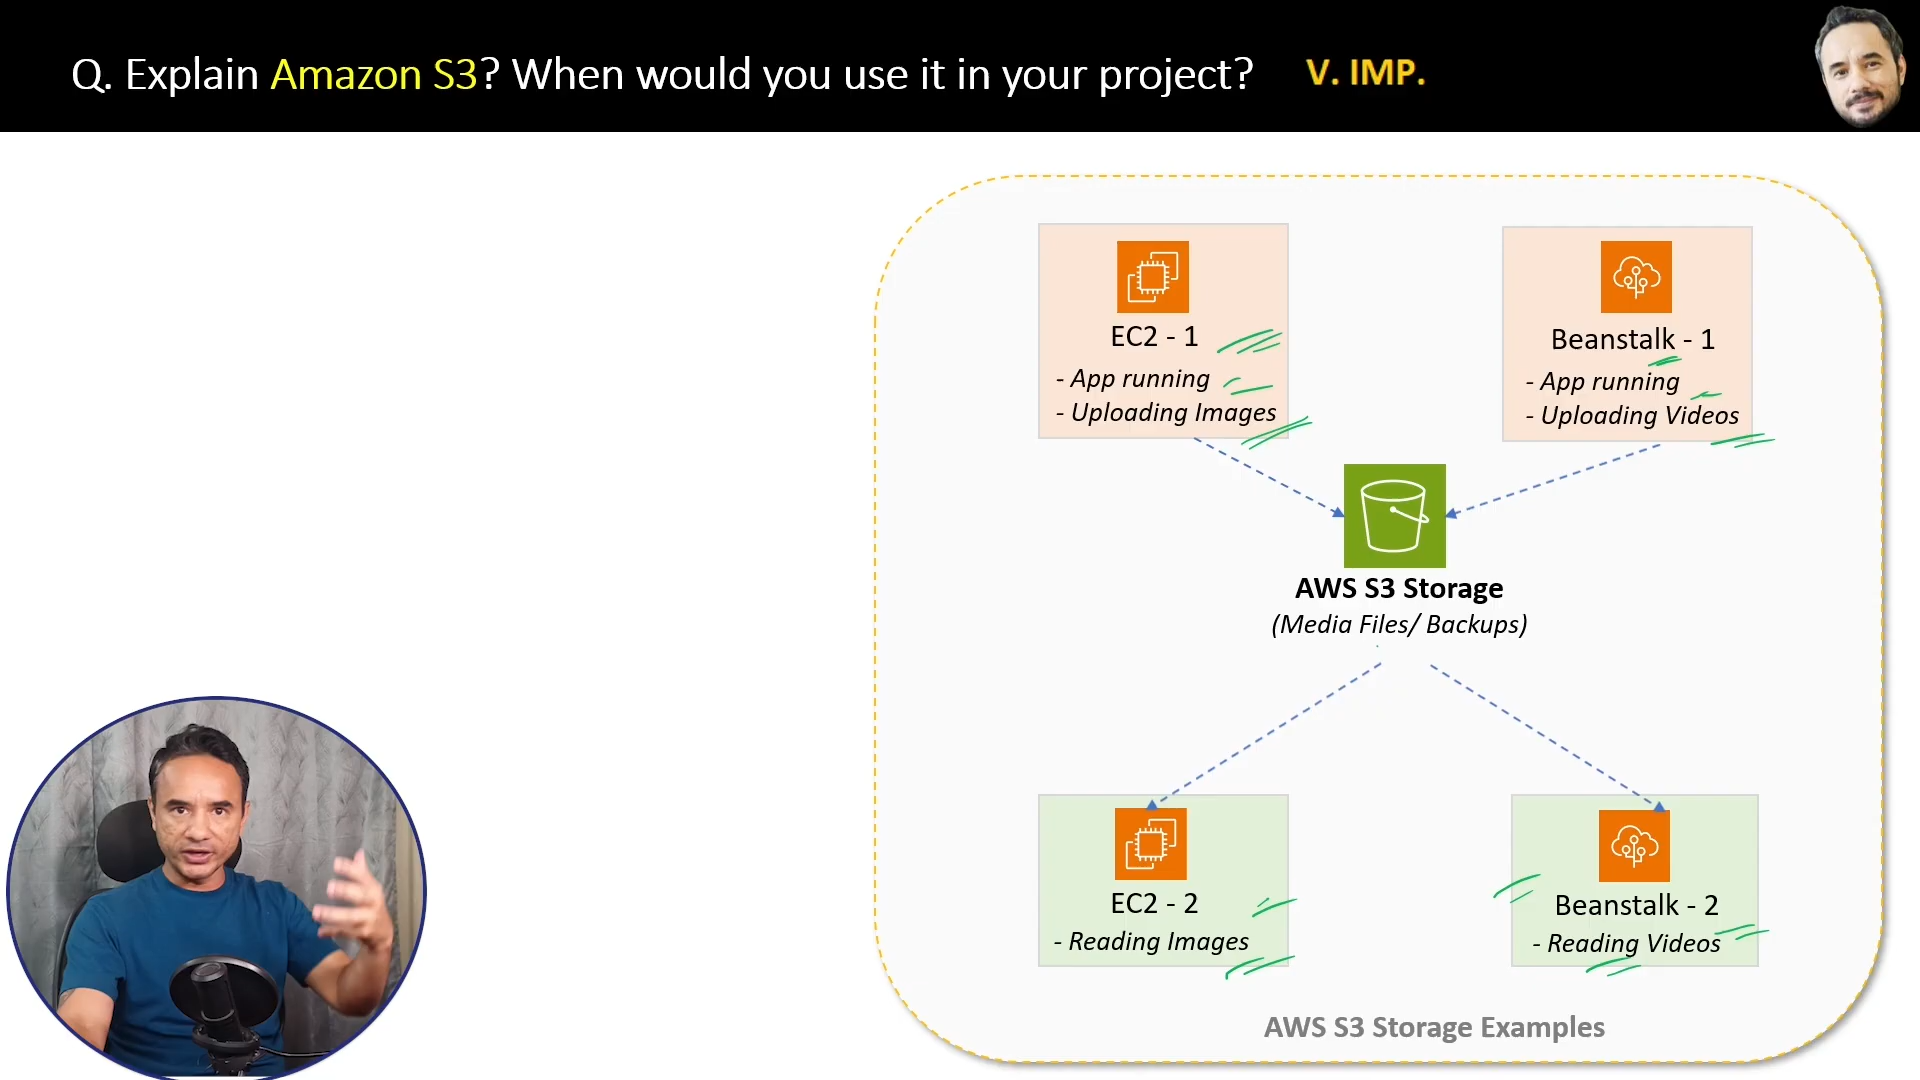 Q. Explain Amazon S3? When would you use it in your project?
V. IMP.
EC2 - 1
- App running
- Uploading Images
Beanstalk - 1
- App running
- Uploading Videos
AWS S3 Storage
(Media Files/ Backups)
EC2 - 2
- Reading Images
Beanstalk - 2
- Reading Videos
AWS S3 Storage Examples